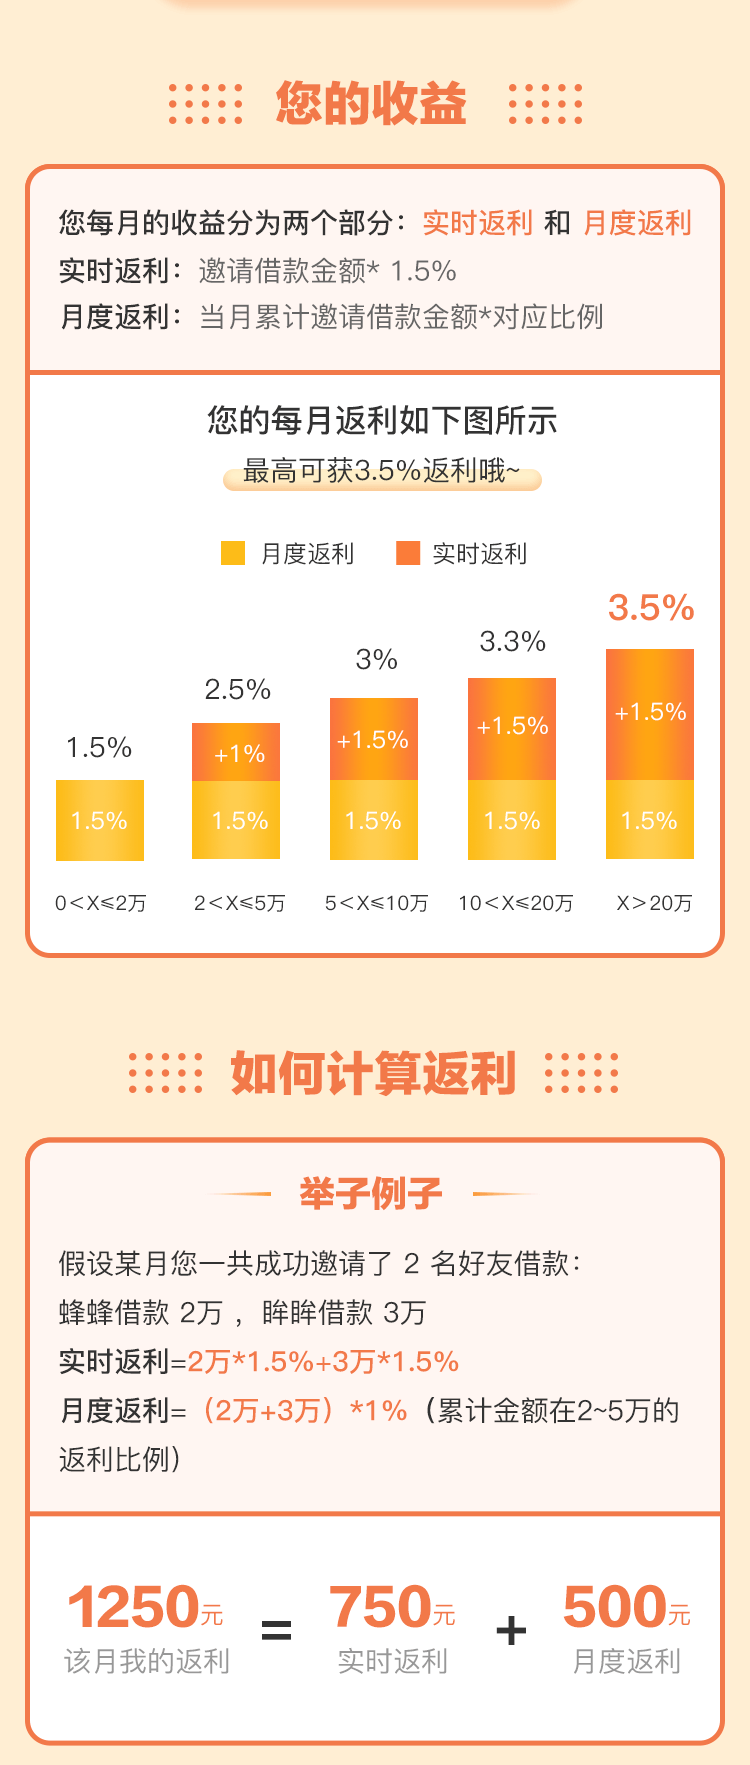 您的收益
您每月的收益分为两个部分：实时返利 和 月度返利
实时返利：邀请借款金额* 1.5%
月度返利：当月累计邀请借款金额*对应比例
您的每月返利如下图所示
最高可获3.5%返利哦~
月度返利 实时返利
3.5%
3.3%
3%
2.5%
1.5%
+1% +1.5% +1.5% +1.5%
1.5% 1.5% 1.5% 1.5% 1.5%
0<X≤2万 2<X≤5万 5<X≤10万 10<X≤20万 X>20万
如何计算返利
举子例子
假设某月您一共成功邀请了 2 名好友借款：
蜂蜂借款 2万 ，眸眸借款 3万
实时返利=2万*1.5%+3万*1.5%
月度返利=（2万+3万）*1%（累计金额在2~5万的
返利比例）
1250元 = 750元 + 500元
该月我的返利 实时返利 月度返利